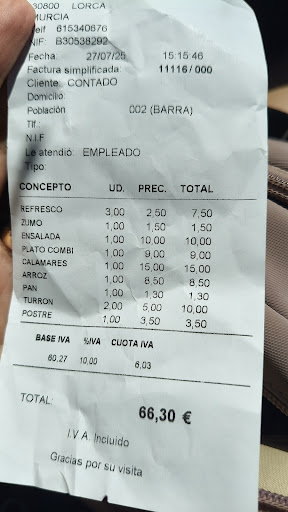 30800 LORCA
MURCIA
Telf 615340676
NIF: B30538292
Fecha: 27/07/25 15:15:46
Factura simplificada: 11116/000
Cliente: CONTADO
Domicilio:
Población 002 (BARRA)
Tlf.:
N.I.F
Le atendió: EMPLEADO
Tipo:
CONCEPTO UD. PREC. TOTAL
REFRESCO 3,00 2,50 7,50
ZUMO 1,00 1,50 1,50
ENSALADA 1,00 10,00 10,00
PLATO COMBI 1,00 9,00 9,00
CALAMARES 1,00 15,00 15,00
ARROZ 1,00 8,50 8,50
PAN 1,00 1,30 1,30
TURRON 2,00 5,00 10,00
POSTRE 1,00 3,50 3,50
BASE IVA %IVA CUOTA IVA
60,27 10,00 6,03
TOTAL: 66,30 €
I.V.A. Incluido
Gracias por su visita